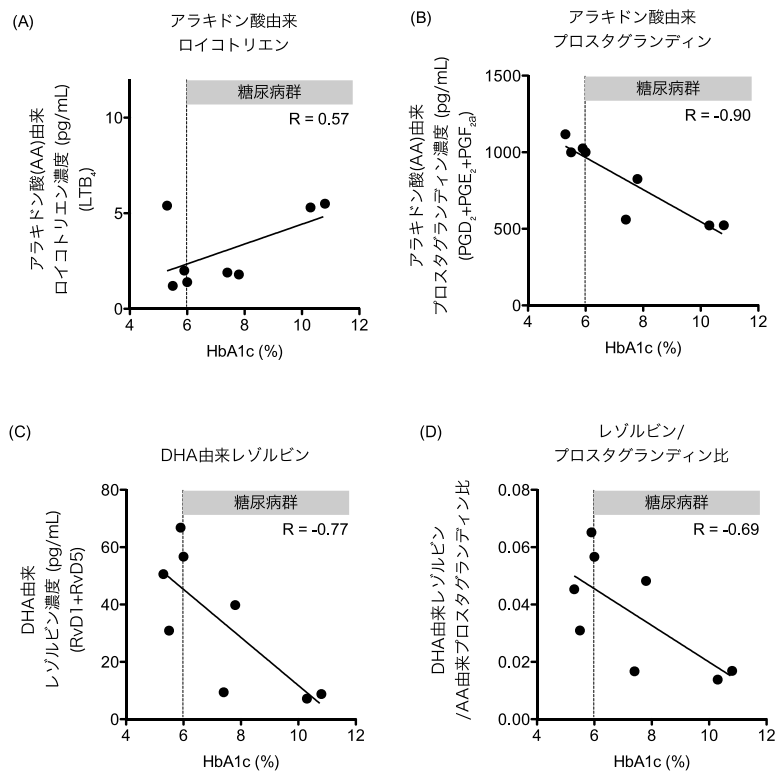 (A)
アラキドン酸由来
ロイコトリエン
糖尿病群
R = 0.57
アラキドン酸(AA)由来
ロイコトリエン濃度 (pg/mL)
(LTB₄)
10
5
0
4
6
8
10
12
HbA1c (%)
(B)
アラキドン酸由来
プロスタグランディン
糖尿病群
R = -0.90
アラキドン酸(AA)由来
プロスタグランディン濃度 (pg/mL)
(PGD₂+PGE₂+PGF₂ₐ)
1500
1000
500
0
4
6
8
10
12
HbA1c (%)
(C)
DHA由来レゾルビン
糖尿病群
R = -0.77
DHA由来
レゾルビン濃度 (pg/mL)
(RvD1+RvD5)
80
60
40
20
0
4
6
8
10
12
HbA1c (%)
(D)
レゾルビン/
プロスタグランディン比
糖尿病群
R = -0.69
DHA由来レゾルビン
/AA由来プロスタグランディン比
0.08
0.06
0.04
0.02
0.00
4
6
8
10
12
HbA1c (%)